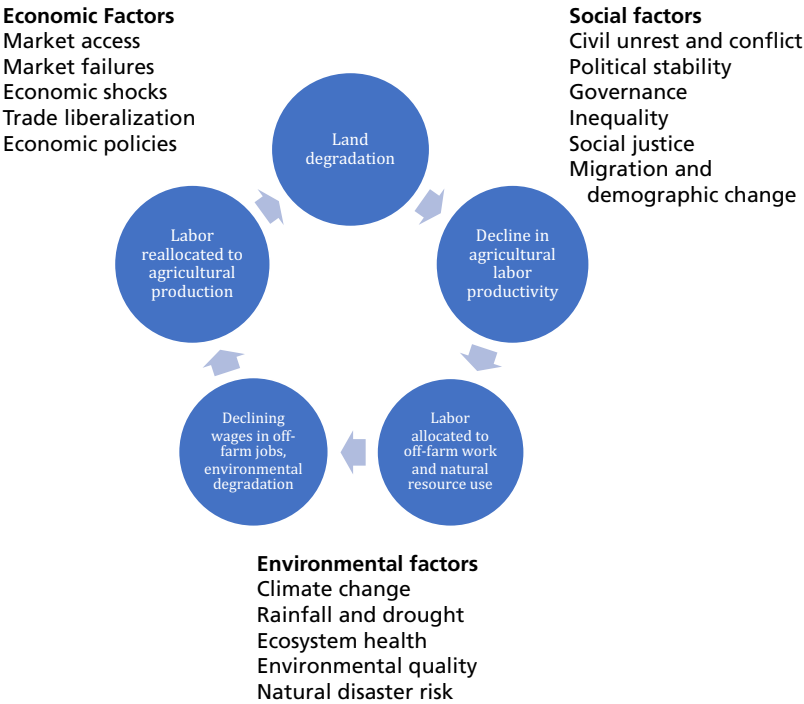 Economic Factors
Market access
Market failures
Economic shocks
Trade liberalization
Economic policies
Social factors
Civil unrest and conflict
Political stability
Governance
Inequality
Social justice
Migration and
demographic change
Land
degradation
Decline in
agricultural
labor
productivity
Labor
allocated to
off-farm work
and natural
resource use
Declining
wages in off-
farm jobs,
environmental
degradation
Labor
reallocated to
agricultural
production
Environmental factors
Climate change
Rainfall and drought
Ecosystem health
Environmental quality
Natural disaster risk